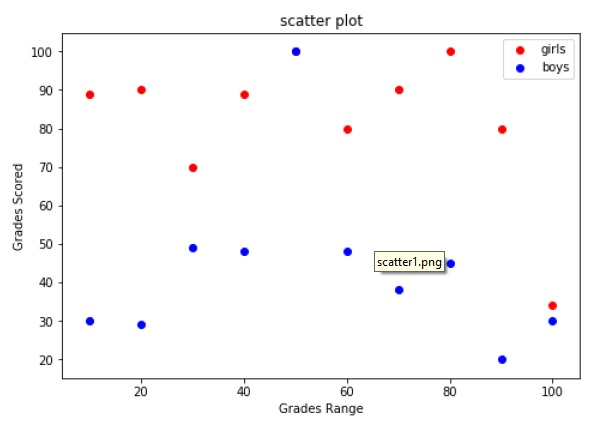 scatter plot
girls
boys
Grades Scored
100
90
80
70
60
50
40
30
20
scatter1.png
20 40 60 80 100
Grades Range